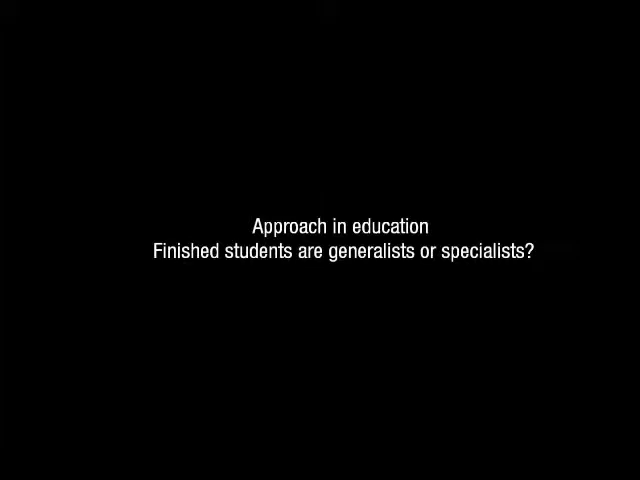 Approach in education
Finished students are generalists or specialists?